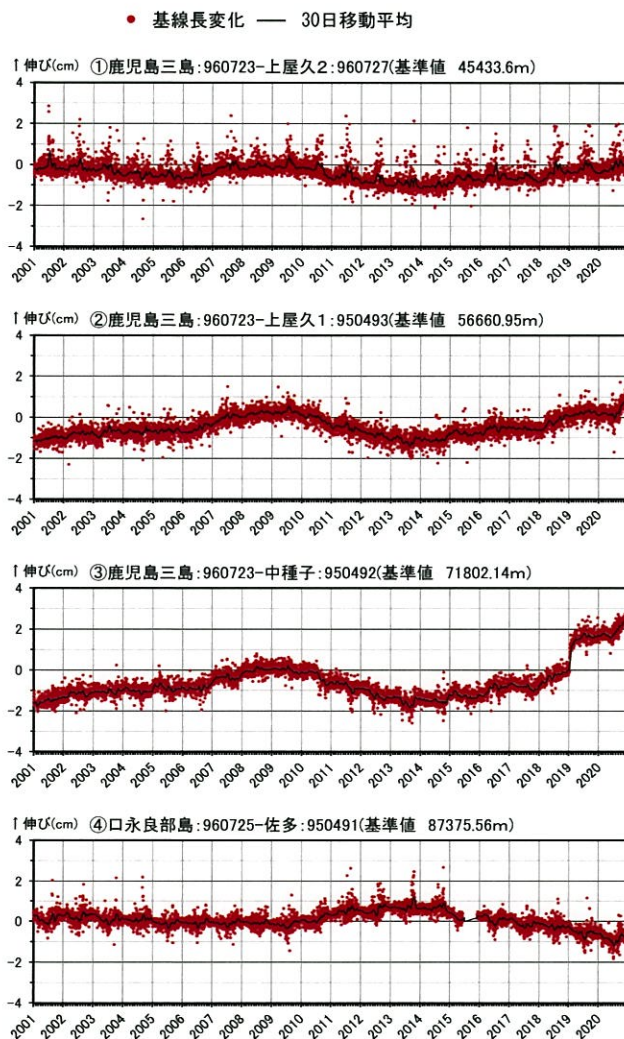 ● 基線長変化 ― 30日移動平均
↑伸び(cm) ①鹿児島三島:960723-上屋久2:960727(基準値 45433.6m)
4
2
0
-2
-4
2001 2002 2003 2004 2005 2006 2007 2008 2009 2010 2011 2012 2013 2014 2015 2016 2017 2018 2019 2020
↑伸び(cm) ②鹿児島三島:960723-上屋久1:950493(基準値 56660.95m)
4
2
0
-2
-4
2001 2002 2003 2004 2005 2006 2007 2008 2009 2010 2011 2012 2013 2014 2015 2016 2017 2018 2019 2020
↑伸び(cm) ③鹿児島三島:960723-中種子:950492(基準値 71802.14m)
4
2
0
-2
-4
2001 2002 2003 2004 2005 2006 2007 2008 2009 2010 2011 2012 2013 2014 2015 2016 2017 2018 2019 2020
↑伸び(cm) ④口永良部島:960725-佐多:950491(基準値 87375.56m)
4
2
0
-2
-4
2001 2002 2003 2004 2005 2006 2007 2008 2009 2010 2011 2012 2013 2014 2015 2016 2017 2018 2019 2020